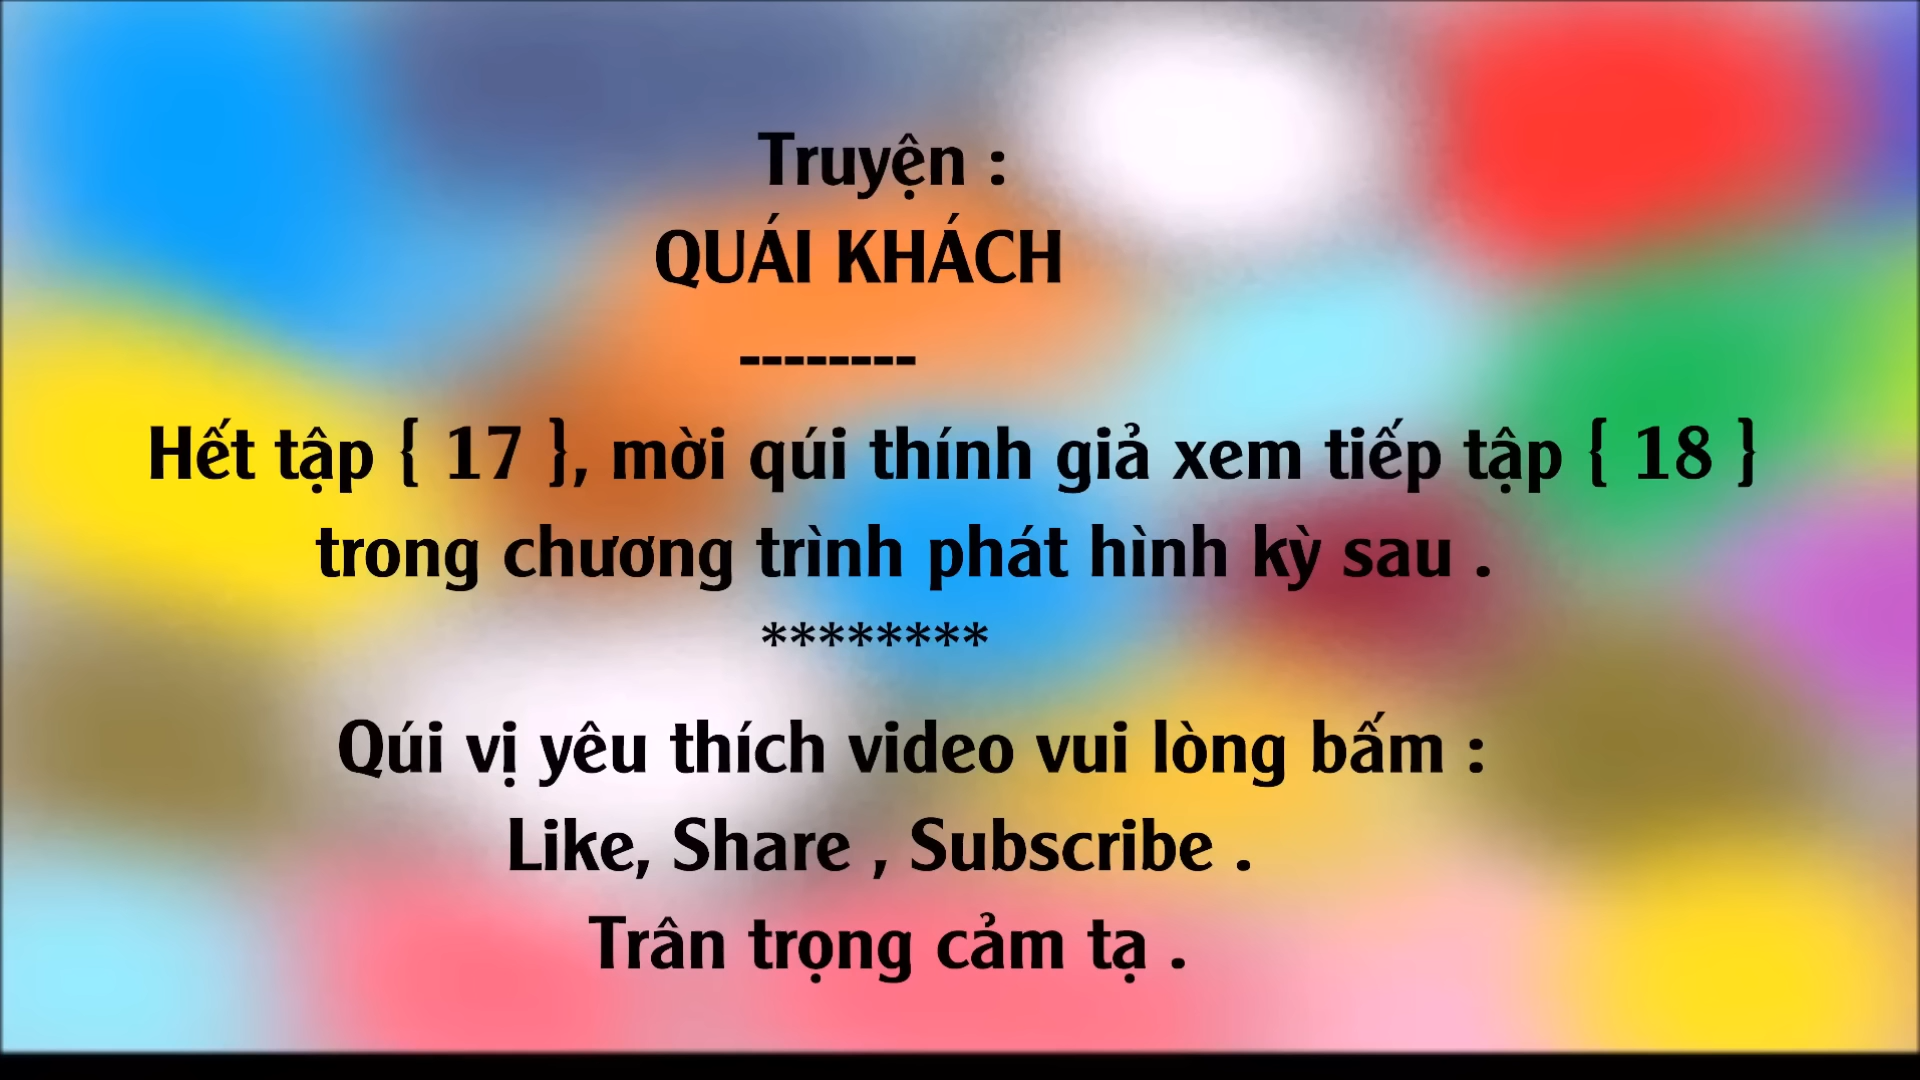 Truyện :
QUÁI KHÁCH
--------
Hết tập { 17 }, mời qúi thính giả xem tiếp tập { 18 }
trong chương trình phát hình kỳ sau .
********
Qúi vị yêu thích video vui lòng bấm :
Like, Share , Subscribe .
Trân trọng cảm tạ .